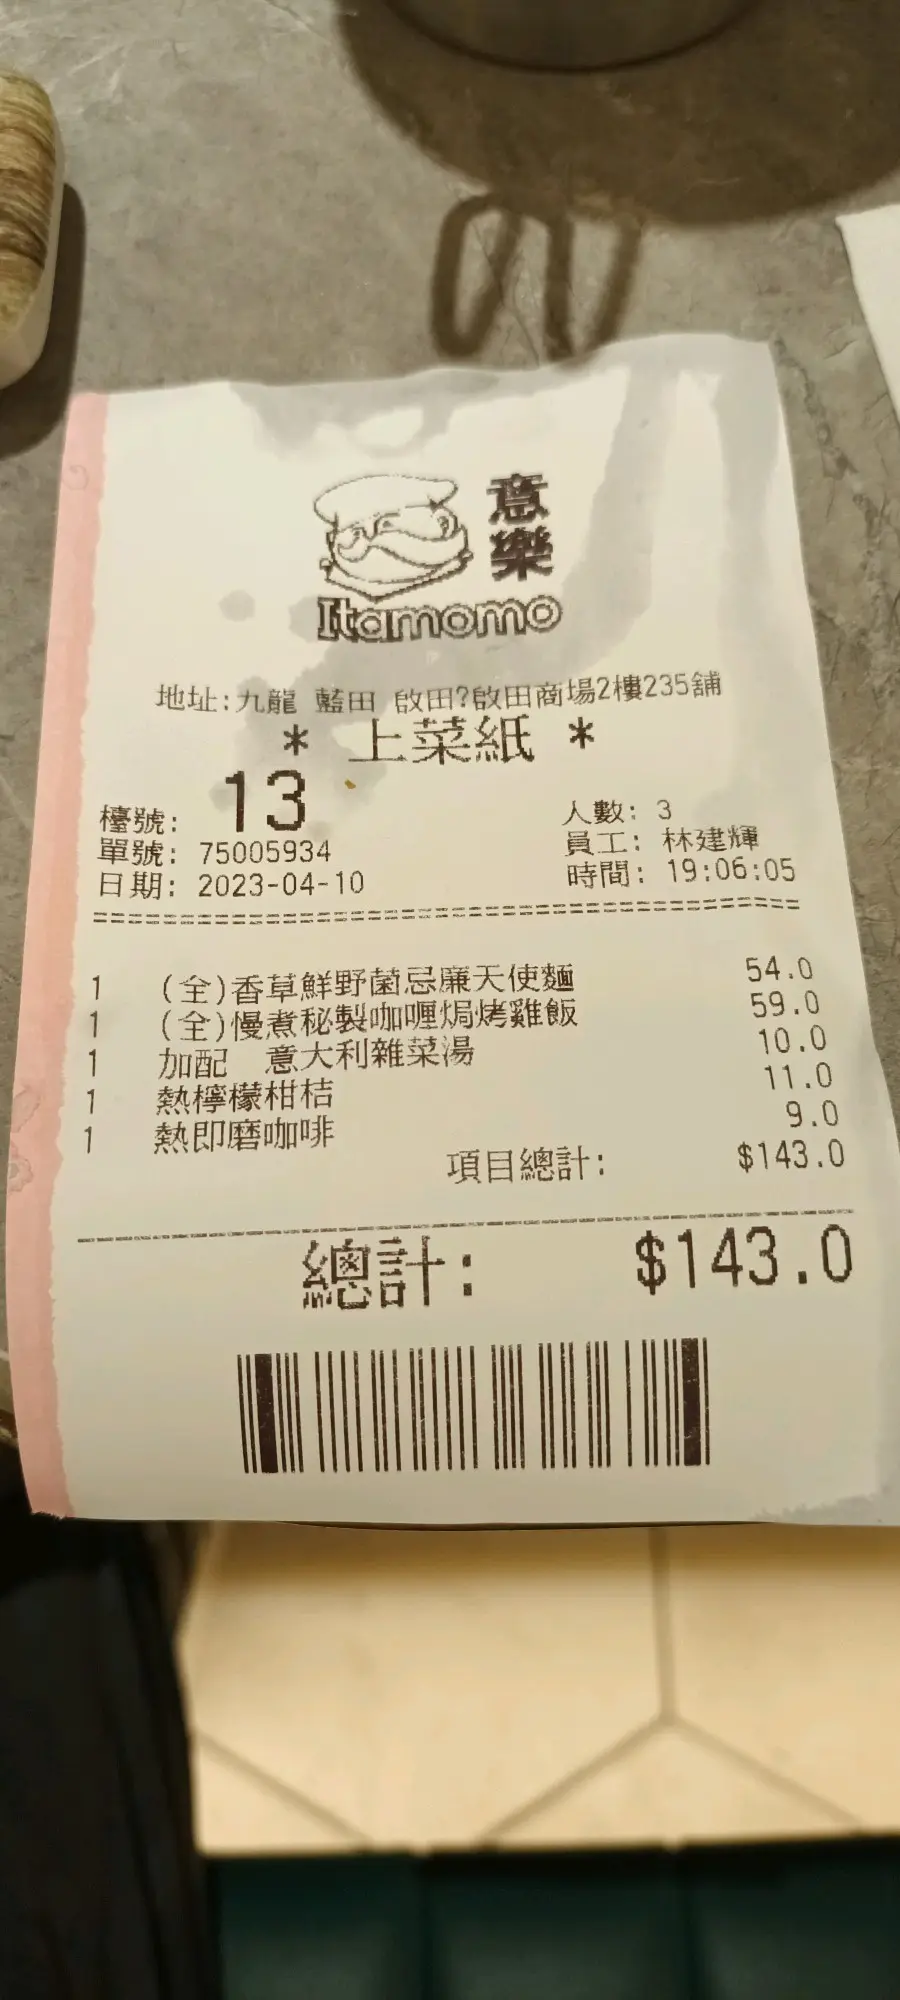 意樂
Itamomo
地址:九龍 藍田 啟田?啟田商場2樓235舖
* 上菜紙 *
檯號: 13 人數: 3
單號: 75005934 員工: 林建輝
日期: 2023-04-10 時間: 19:06:05
1 (全)香草鮮野菌忌廉天使麵 54.0
1 (全)慢煮秘製咖喱焗烤雞飯 59.0
1 加配 意大利雜菜湯 10.0
1 熱檸檬柑桔 11.0
1 熱即磨咖啡 9.0
項目總計: $143.0
總計: $143.0